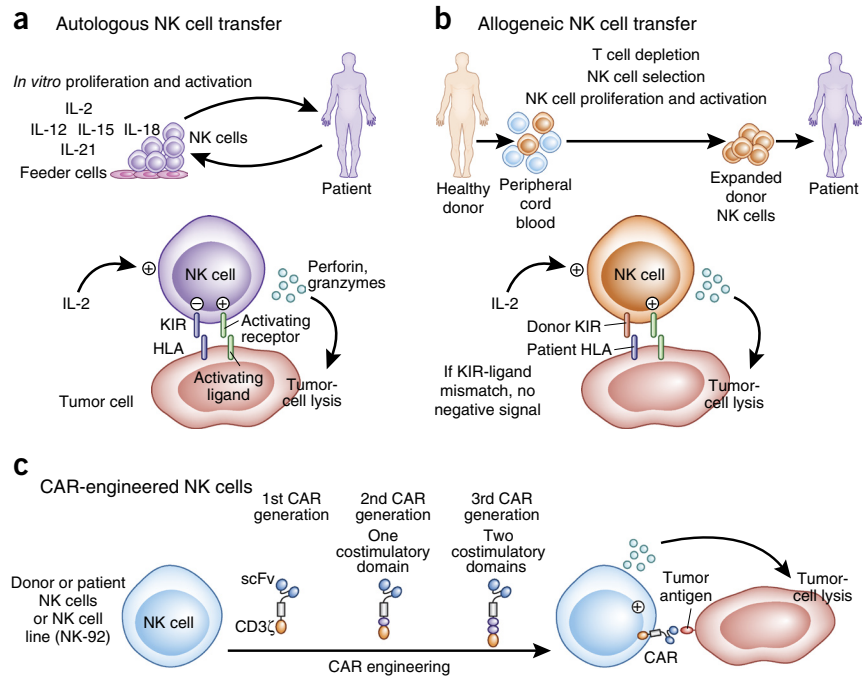 a
Autologous NK cell transfer
In vitro proliferation and activation
IL-2
IL-12 IL-15 IL-18
IL-21
NK cells
Feeder cells
Patient
NK cell
IL-2
+
Perforin,
granzymes
− +
KIR
Activating
receptor
HLA
Activating
ligand
Tumor cell
Tumor-
cell lysis
b
Allogeneic NK cell transfer
T cell depletion
NK cell selection
NK cell proliferation and activation
Healthy
donor
Peripheral
cord
blood
Expanded
donor
NK cells
Patient
NK cell
IL-2
+
+
Donor KIR
Patient HLA
If KIR-ligand
mismatch, no
negative signal
Tumor-
cell lysis
c
CAR-engineered NK cells
1st CAR
generation
2nd CAR
generation
One
costimulatory
domain
3rd CAR
generation
Two
costimulatory
domains
Donor or patient
NK cells
or NK cell
line (NK-92)
NK cell
scFv
CD3ζ
CAR engineering
+
CAR
Tumor
antigen
Tumor-
cell lysis